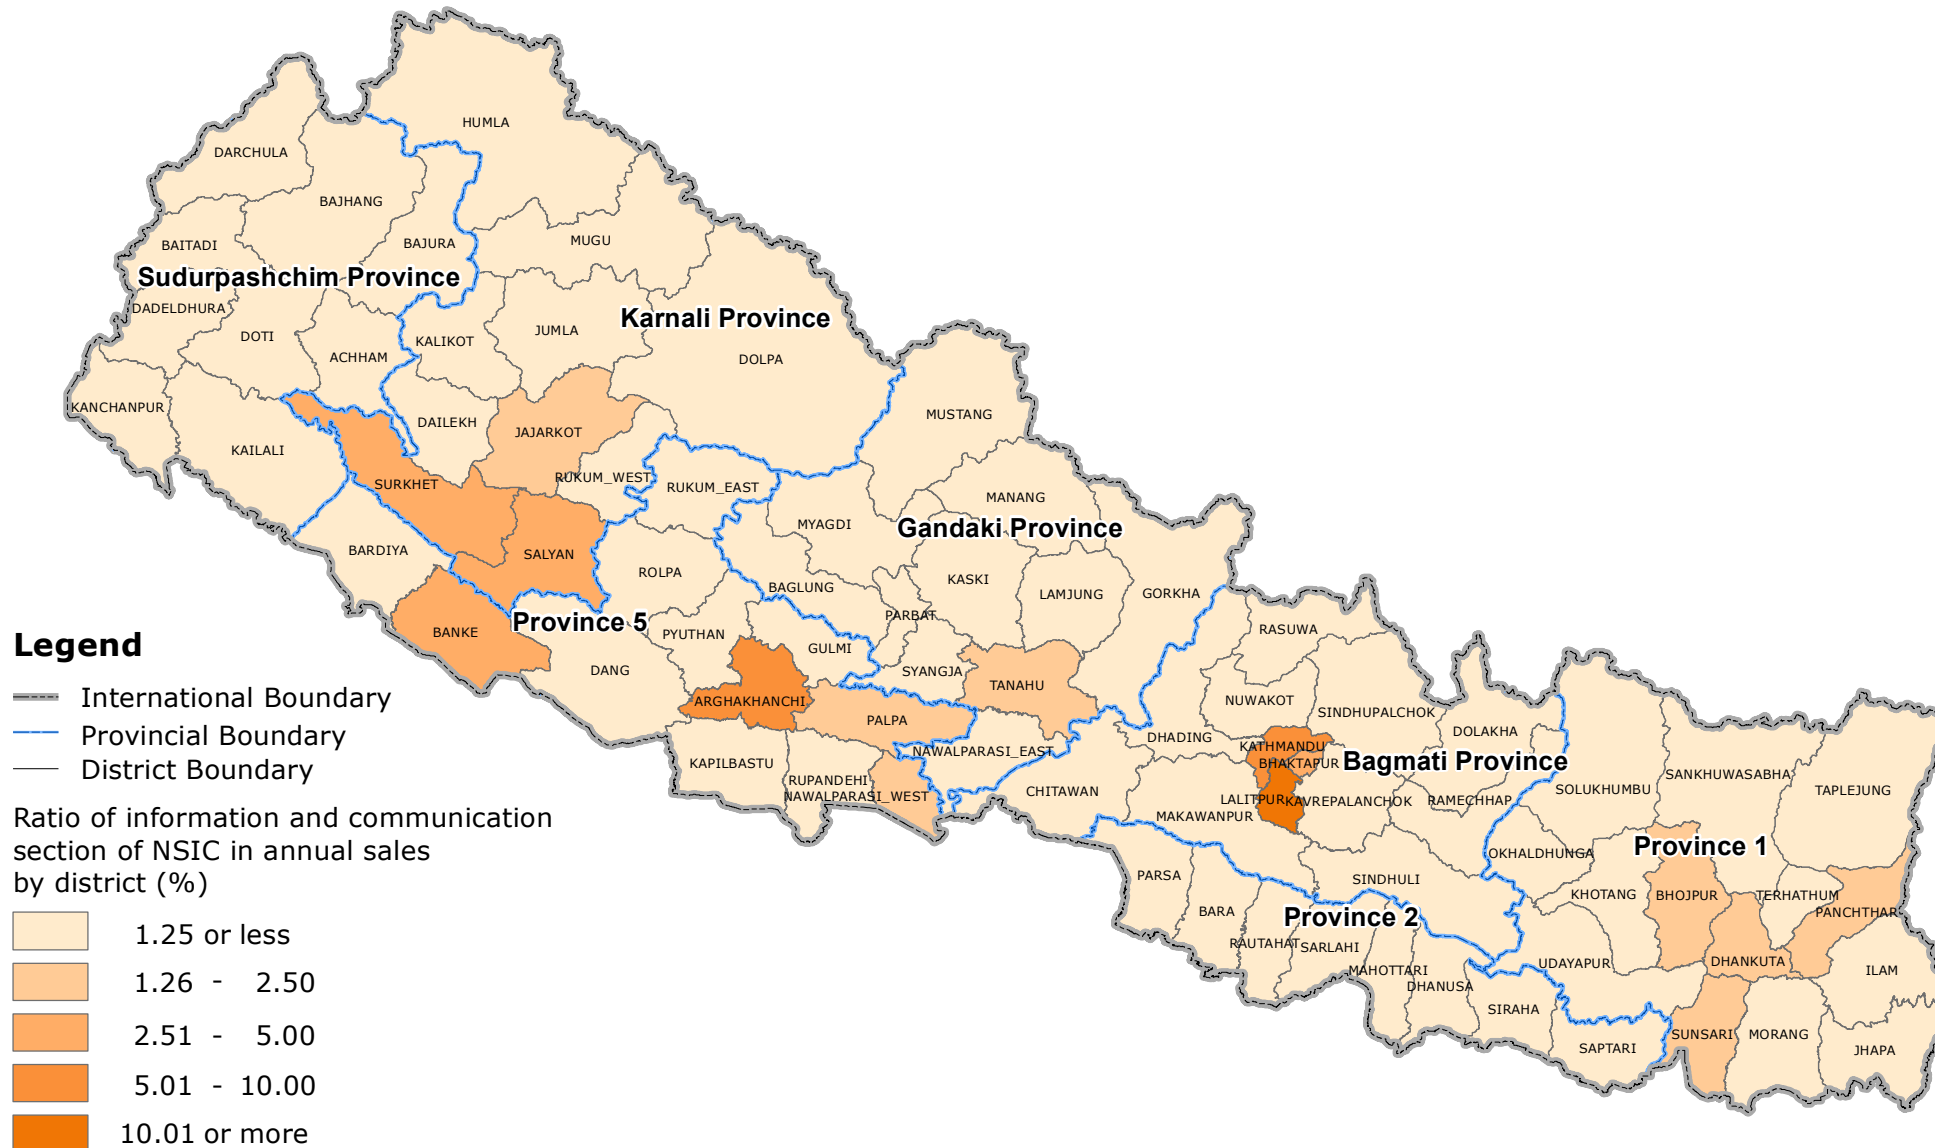 HUMLA
DARCHULA
BAJHANG
BAITADI
BAJURA
MUGU
Sudurpashchim Province
DADELDHURA
DOTI
ACHHAM
KALIKOT
JUMLA
Karnali Province
DOLPA
KANCHANPUR
KAILALI
DAILEKH
JAJARKOT
MUSTANG
SURKHET
RUKUM_WEST
RUKUM_EAST
MANANG
MYAGDI
Gandaki Province
BARDIYA
SALYAN
ROLPA
BAGLUNG
KASKI
LAMJUNG
GORKHA
PARBAT
BANKE
Province 5
PYUTHAN
GULMI
RASUWA
DANG
SYANGJA
TANAHU
ARGHAKHANCHI
NUWAKOT
SINDHUPALCHOK
PALPA
DHADING
KATHMANDU
DOLAKHA
NAWALPARASI_EAST
KAPILBASTU
BHAKTAPUR
Bagmati Province
RUPANDEHI
NAWALPARASI_WEST
CHITAWAN
LALITPUR
KAVREPALANCHOK
RAMECHHAP
MAKAWANPUR
SOLUKHUMBU
SANKHUWASABHA
TAPLEJUNG
OKHALDHUNGA
Province 1
PARSA
SINDHULI
KHOTANG
BHOJPUR
TERHATHUM
PANCHTHAR
BARA
Province 2
RAUTAHAT
SARLAHI
MAHOTTARI
DHANUSA
UDAYAPUR
DHANKUTA
ILAM
SIRAHA
SAPTARI
SUNSARI
MORANG
JHAPA
Legend
International Boundary
Provincial Boundary
District Boundary
Ratio of information and communication
section of NSIC in annual sales
by district (%)
1.25 or less
1.26 - 2.50
2.51 - 5.00
5.01 - 10.00
10.01 or more